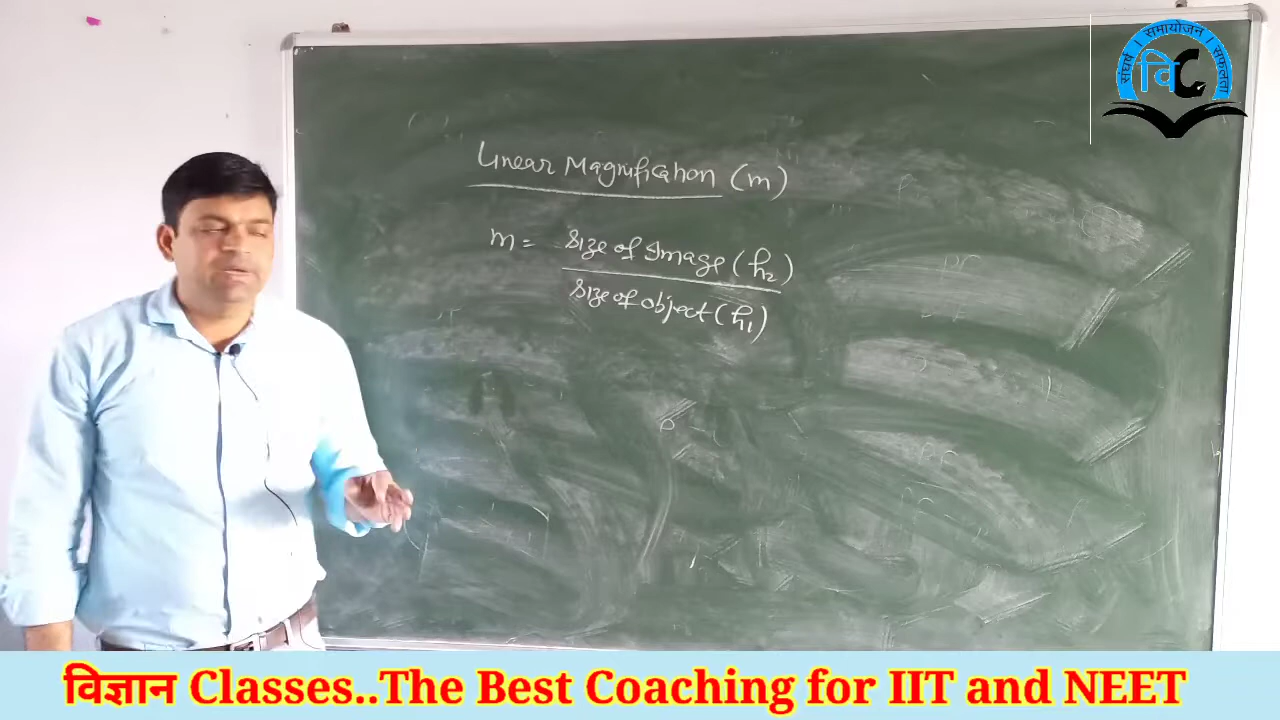 संघर्ष । समायोजन । सफलता
वि C
Linear Magnification (m)
m = Size of Image (h₂)
Size of object (h₁)
विज्ञान Classes..The Best Coaching for IIT and NEET